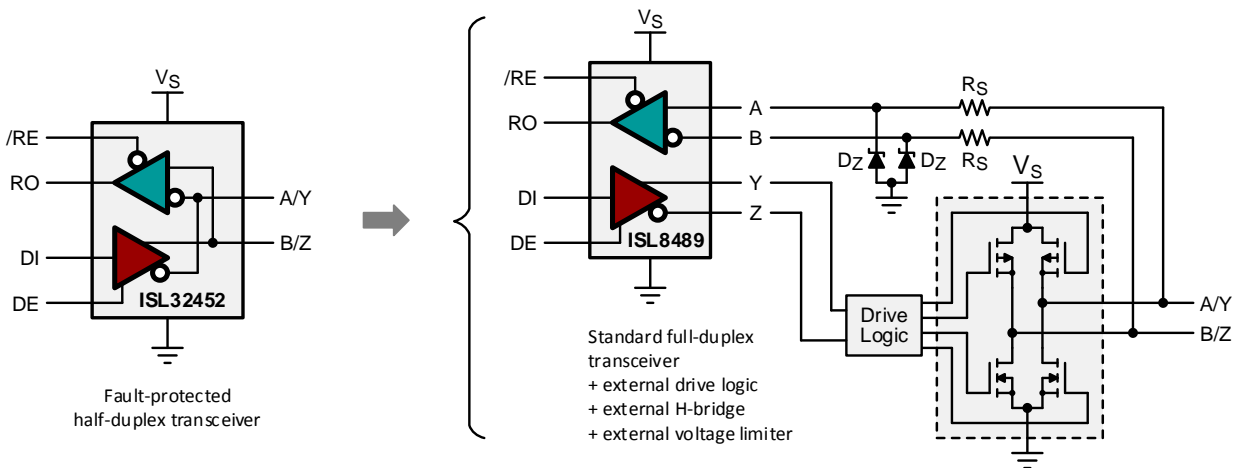 VS
/RE
RO
DI
DE
A/Y
B/Z
ISL32452
Fault-protected
half-duplex transceiver
VS
/RE
RO
DI
DE
A
B
Y
Z
ISL8489
RS
RS
DZ
DZ
VS
Drive
Logic
A/Y
B/Z
Standard full-duplex
transceiver
+ external drive logic
+ external H-bridge
+ external voltage limiter